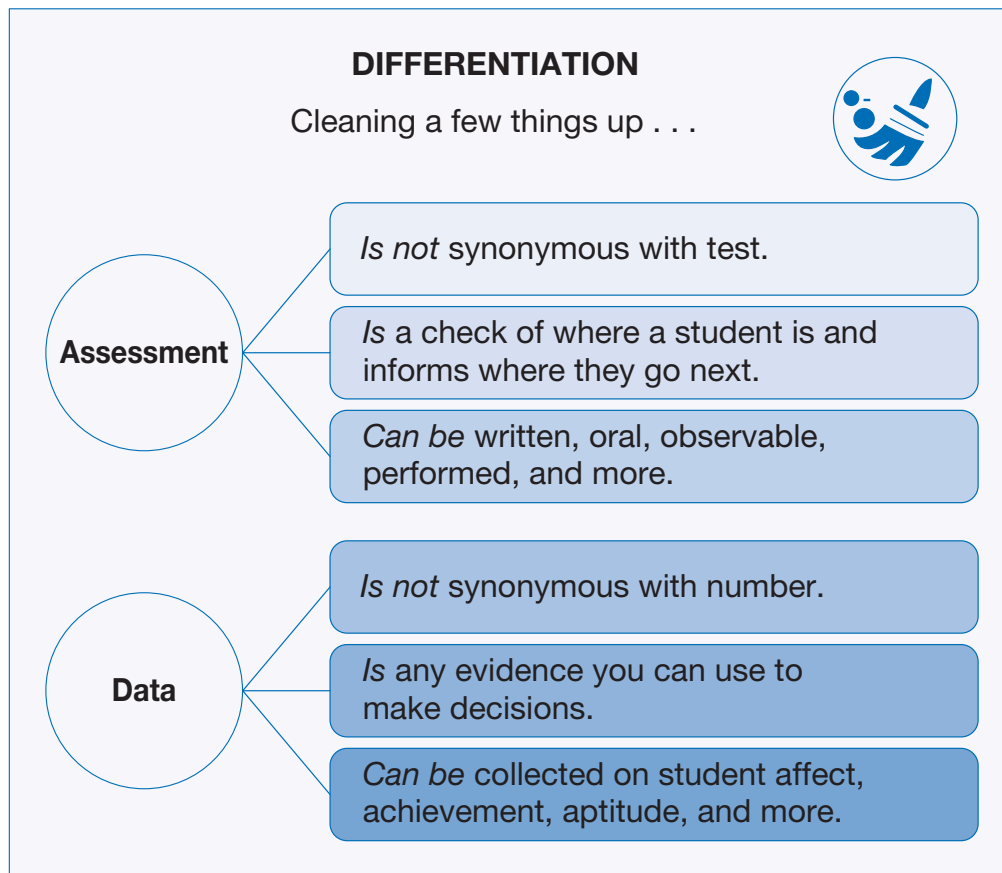 DIFFERENTIATION
Cleaning a few things up . . .
Assessment
Is not synonymous with test.
Is a check of where a student is and
informs where they go next.
Can be written, oral, observable,
performed, and more.
Data
Is not synonymous with number.
Is any evidence you can use to
make decisions.
Can be collected on student affect,
achievement, aptitude, and more.